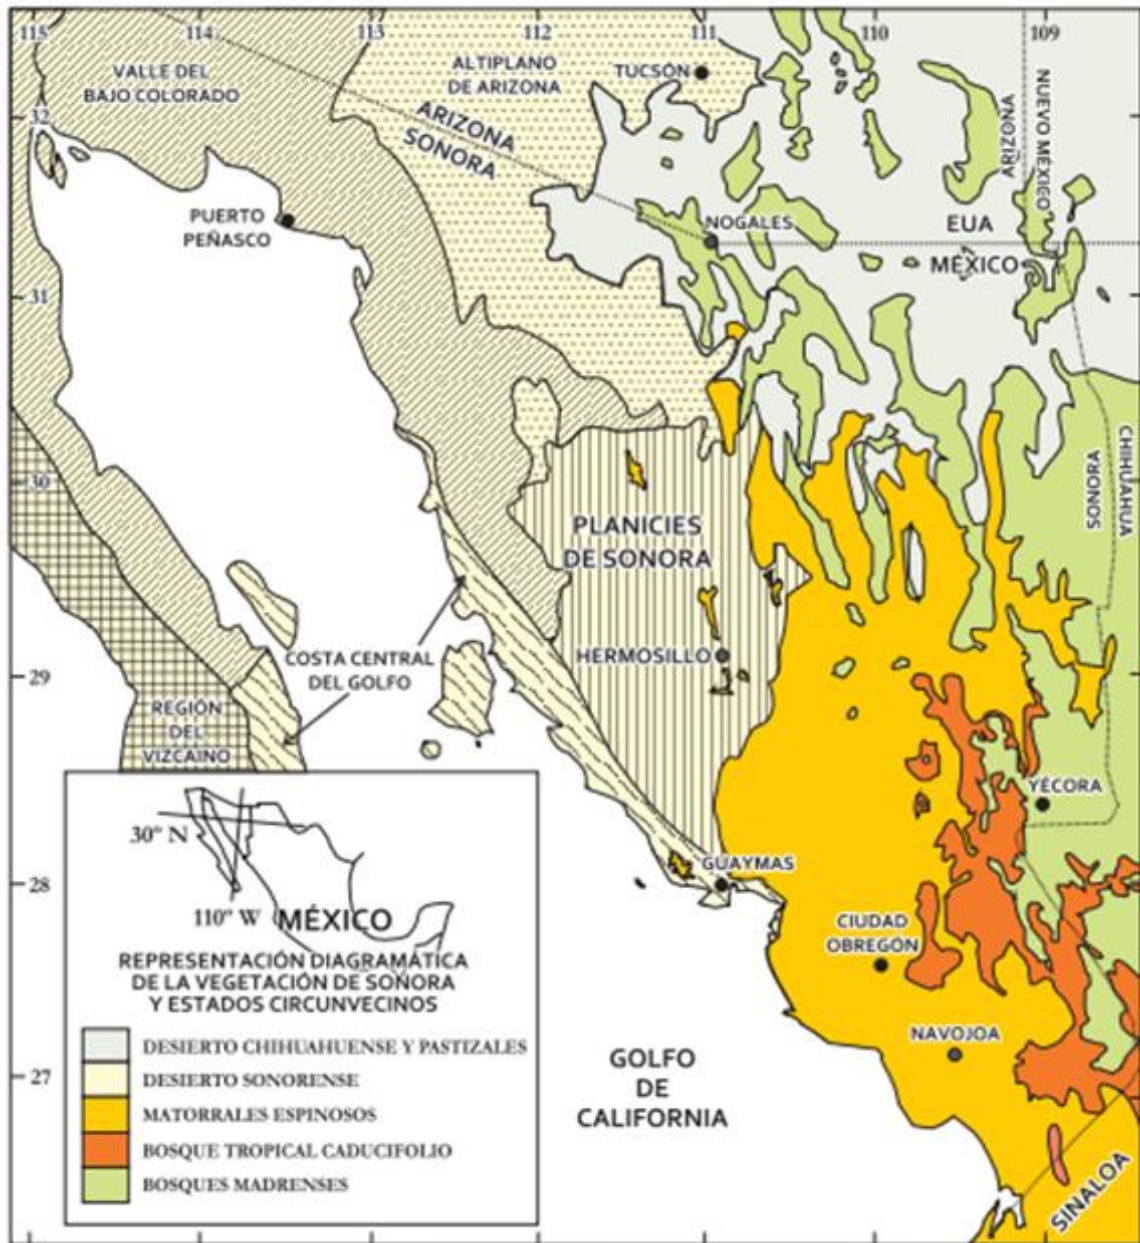 115
114
113
112
111
110
109
VALLE DEL
BAJO COLORADO
ALTIPLANO
DE ARIZONA
TUCSÓN
32
ARIZONA
SONORA
ARIZONA
NUEVO MÉXICO
PUERTO
PEÑASCO
NOGALES
EUA
MÉXICO
31
CHIHUAHUA
SONORA
30
PLANICIES
DE SONORA
COSTA CENTRAL
DEL GOLFO
HERMOSILLO
29
REGIÓN
DEL
VIZCAINO
YÉCORA
30° N
GUAYMAS
28
110° W
MÉXICO
CIUDAD
OBREGÓN
REPRESENTACIÓN DIAGRAMÁTICA
DE LA VEGETACIÓN DE SONORA
Y ESTADOS CIRCUNVECINOS
DESIERTO CHIHUAHUENSE Y PASTIZALES
NAVOJOA
27
DESIERTO SONORENSE
GOLFO
DE
CALIFORNIA
MATORRALES ESPINOSOS
BOSQUE TROPICAL CADUCIFOLIO
BOSQUES MADRENSES
SINALOA